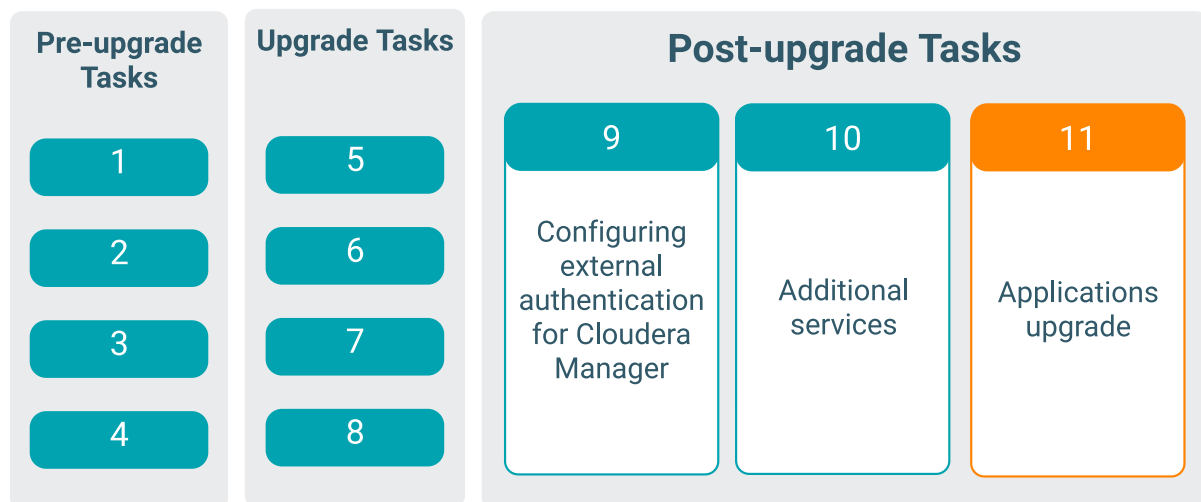 Pre-upgrade
Tasks
1
2
3
4
Upgrade Tasks
5
6
7
8
Post-upgrade Tasks
9
Configuring
external
authentication
for Cloudera
Manager
10
Additional
services
11
Applications
upgrade